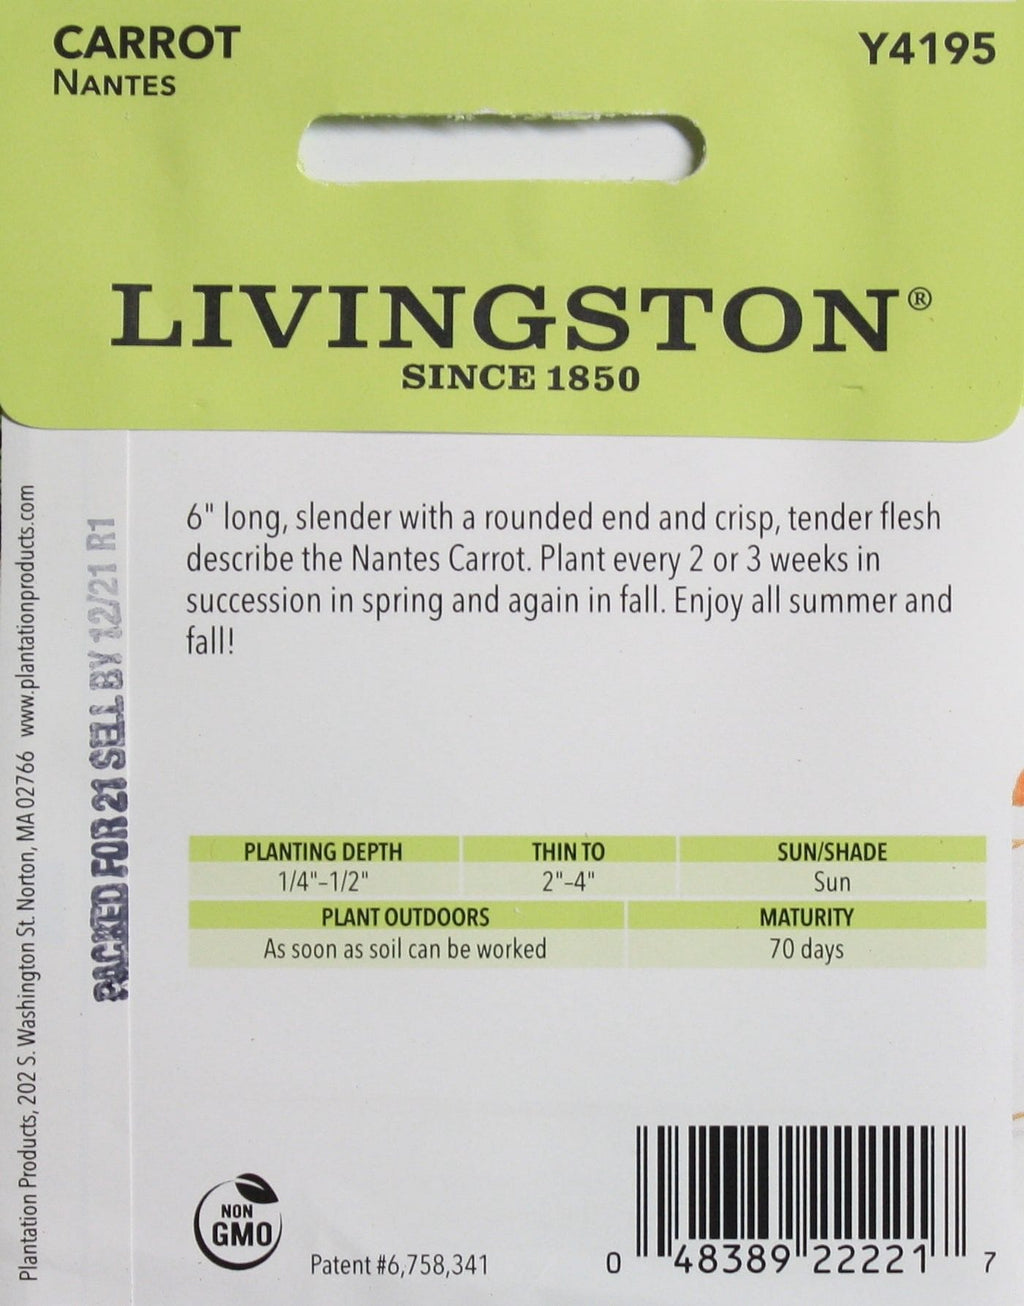 CARROT
NANTES
Y4195
LIVINGSTON®
SINCE 1850
6" long, slender with a rounded end and crisp, tender flesh
describe the Nantes Carrot. Plant every 2 or 3 weeks in
succession in spring and again in fall. Enjoy all summer and
fall!
PLANTING DEPTH THIN TO SUN/SHADE
1/4"–1/2" 2"–4" Sun
PLANT OUTDOORS MATURITY
As soon as soil can be worked 70 days
Plantation Products, 202 S. Washington St. Norton, MA 02766 www.plantationproducts.com
PACKED FOR 21 SELL BY 12/21 R1
NON
GMO
Patent #6,758,341
0 48389 22221 7